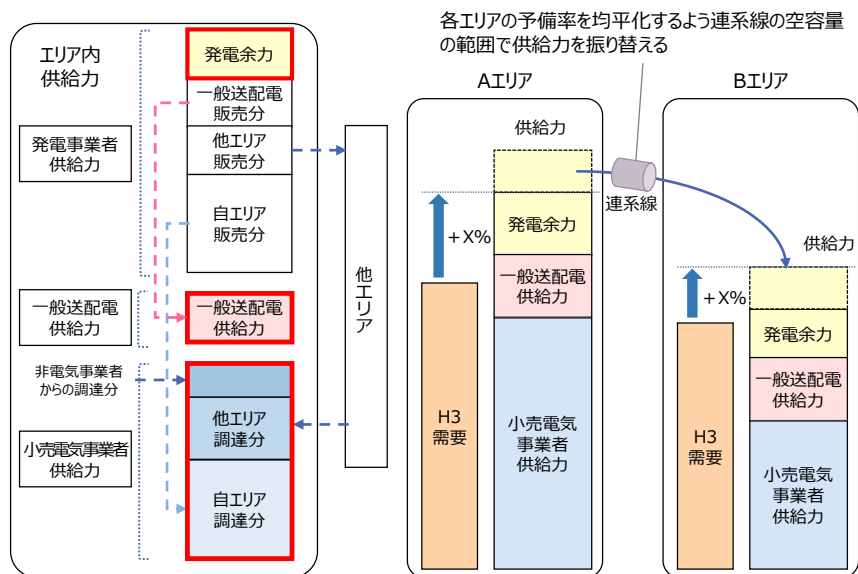 各エリアの予備率を均平化するよう連系線の空容量
の範囲で供給力を振り替える
エリア内
供給力
発電余力
一般送配電
販売分
他エリア
販売分
自エリア
販売分
発電事業者
供給力
一般送配電
供給力
一般送配電
供給力
非電気事業者
からの調達分
他エリア
調達分
小売電気事業者
供給力
自エリア
調達分
他エリア
Aエリア
供給力
発電余力
+X%
一般送配電
供給力
H3
需要
小売電気
事業者
供給力
連系線
Bエリア
供給力
+X%
発電余力
一般送配電
供給力
H3
需要
小売電気
事業者
供給力